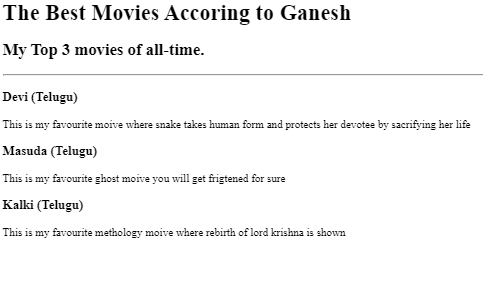 The Best Movies Accoring to Ganesh
My Top 3 movies of all-time.
Devi (Telugu)
This is my favourite moive where snake takes human form and protects her devotee by sacrifying her life
Masuda (Telugu)
This is my favourite ghost moive you will get frigtened for sure
Kalki (Telugu)
This is my favourite methology moive where rebirth of lord krishna is shown